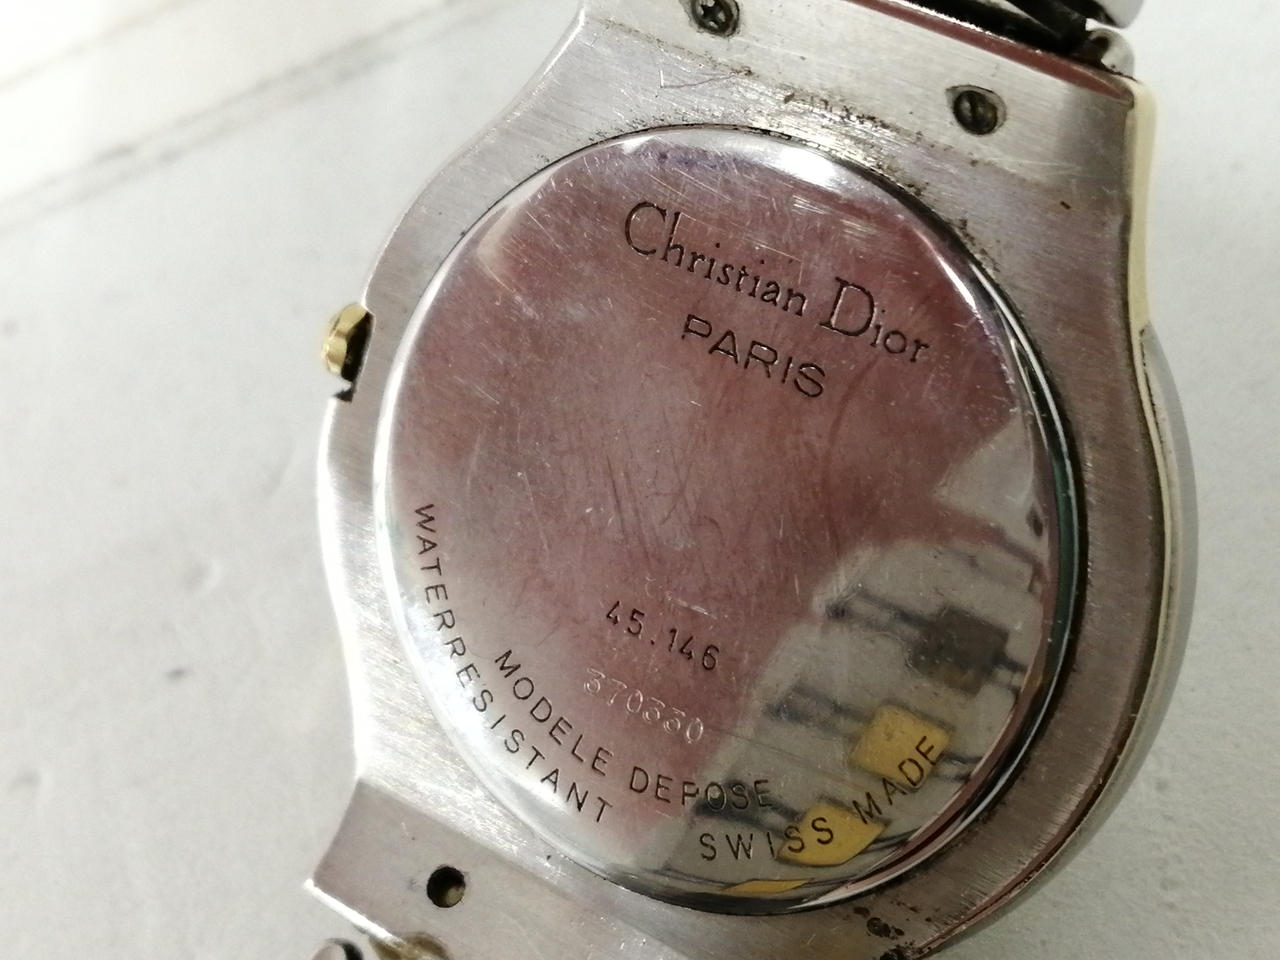 Christian Dior
PARIS
45.146
370330
MODELE DEPOSE
WATERRESISTANT
SWISS MADE